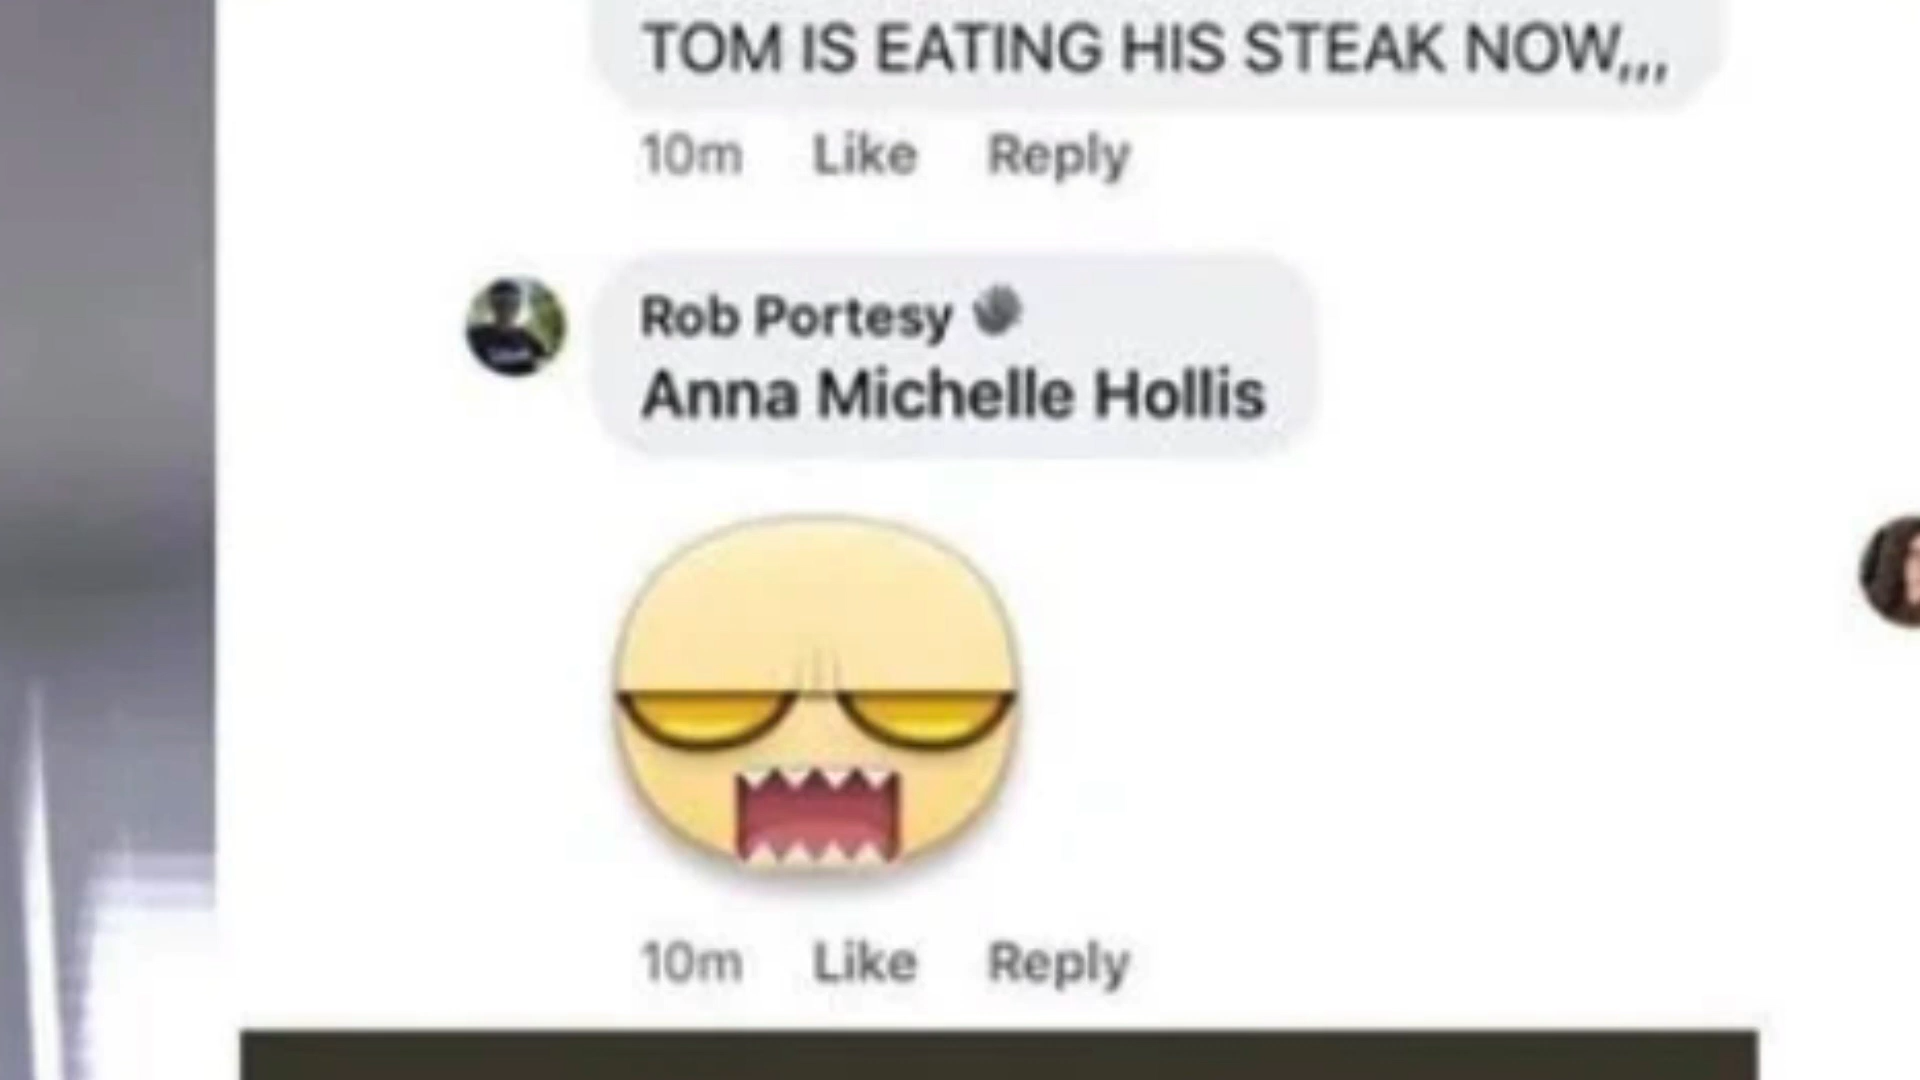 TOM IS EATING HIS STEAK NOW,,,
10m Like Reply
Rob Portesy
Anna Michelle Hollis
10m Like Reply